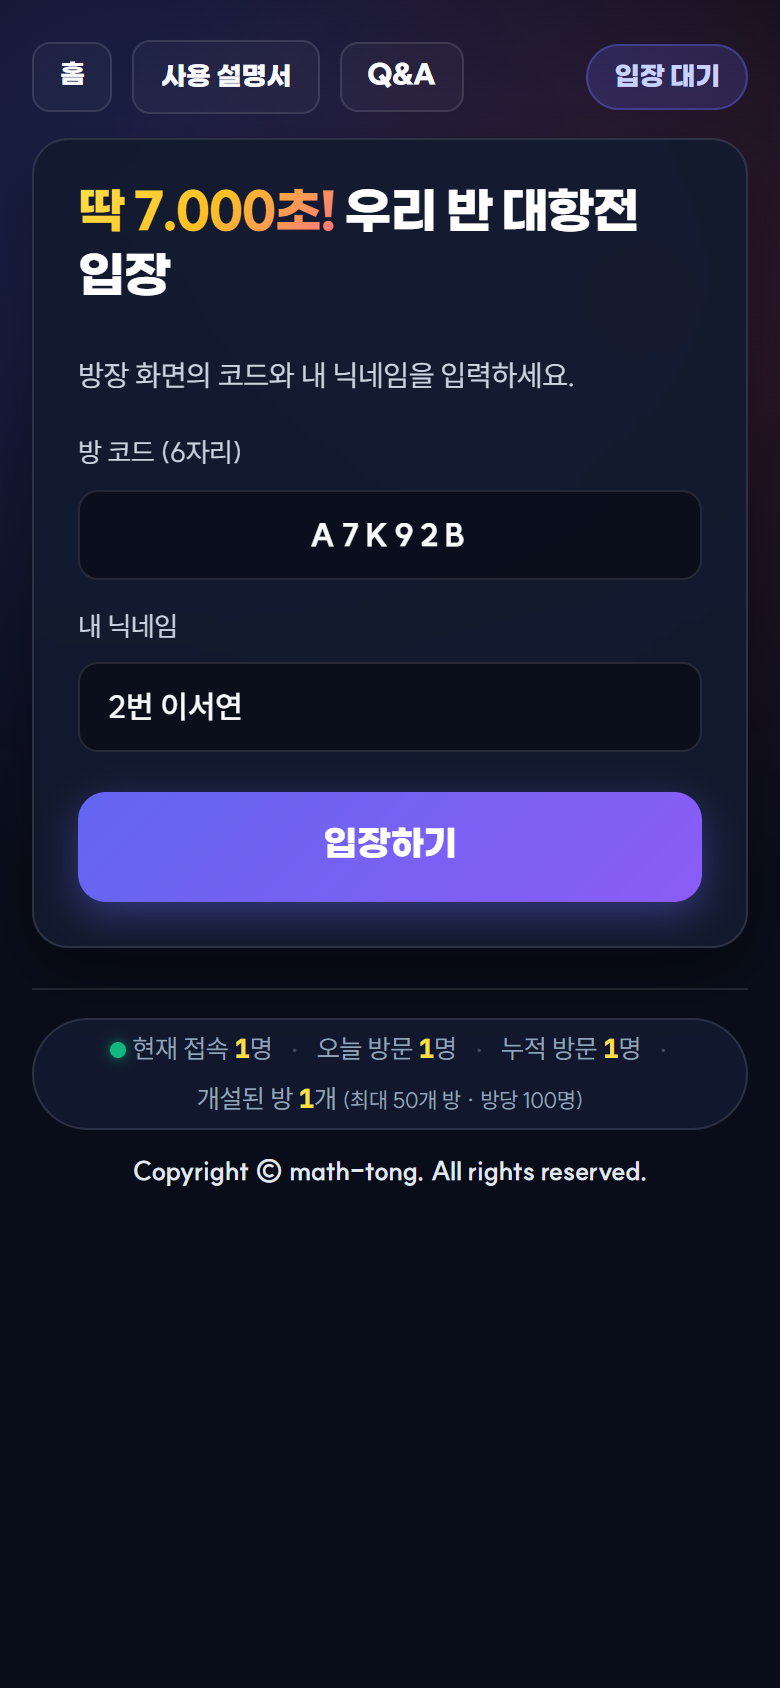 홈
사용 설명서
Q&A
입장 대기
딱 7.000초! 우리 반 대항전
입장
방장 화면의 코드와 내 닉네임을 입력하세요.
방 코드 (6자리)
A7K92B
내 닉네임
2번 이서연
입장하기
현재 접속 1명 · 오늘 방문 1명 · 누적 방문 1명 ·
개설된 방 1개 (최대 50개 방 · 방당 100명)
Copyright © math-tong. All rights reserved.